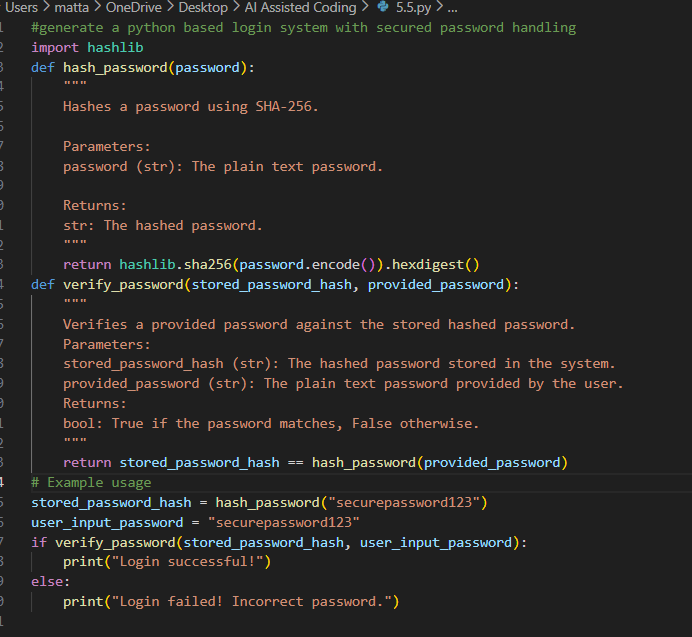 Users > matta > OneDrive > Desktop > AI Assisted Coding > 5.5.py > ...
#generta a python based login system with secured password handling
import hashlib
def hash_password(password):
    """
    Hashes a password using SHA-256.

    Parameters:
    password (str): The plain text password.

    Returns:
    str: The hashed password.
    """
    return hashlib.sha256(password.encode()).hexdigest()
def verify_password(stored_password_hash, provided_password):
    """
    Verifies a provided password against the stored hashed password.
    Parameters:
    stored_password_hash (str): The hashed password stored in the system.
    provided_password (str): The plain text password provided by the user.
    Returns:
    bool: True if the password matches, False otherwise.
    """
    return stored_password_hash == hash_password(provided_password)
# Example usage
stored_password_hash = hash_password("securepassword123")
user_input_password = "securepassword123"
if verify_password(stored_password_hash, user_input_password):
    print("Login successful!")
else:
    print("Login failed! Incorrect password.")